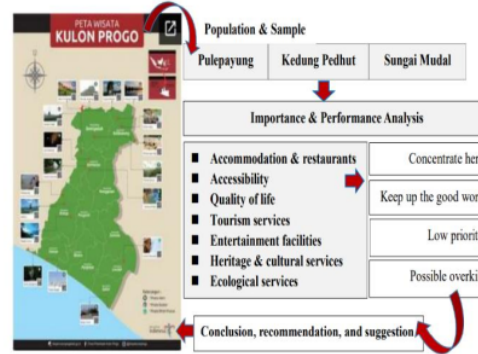 PETA WISATA
KULON PROGO
Population & Sample
Pulepayung
Kedung Pedhut
Sungai Mudal
Importance & Performance Analysis
Accommodation & restaurants
Accessibility
Quality of life
Tourism services
Entertainment facilities
Heritage & cultural services
Ecological services
Concentrate her
Keep up the good wor
Low priorit
Possible overki
Conclusion, recommendation, and suggestion